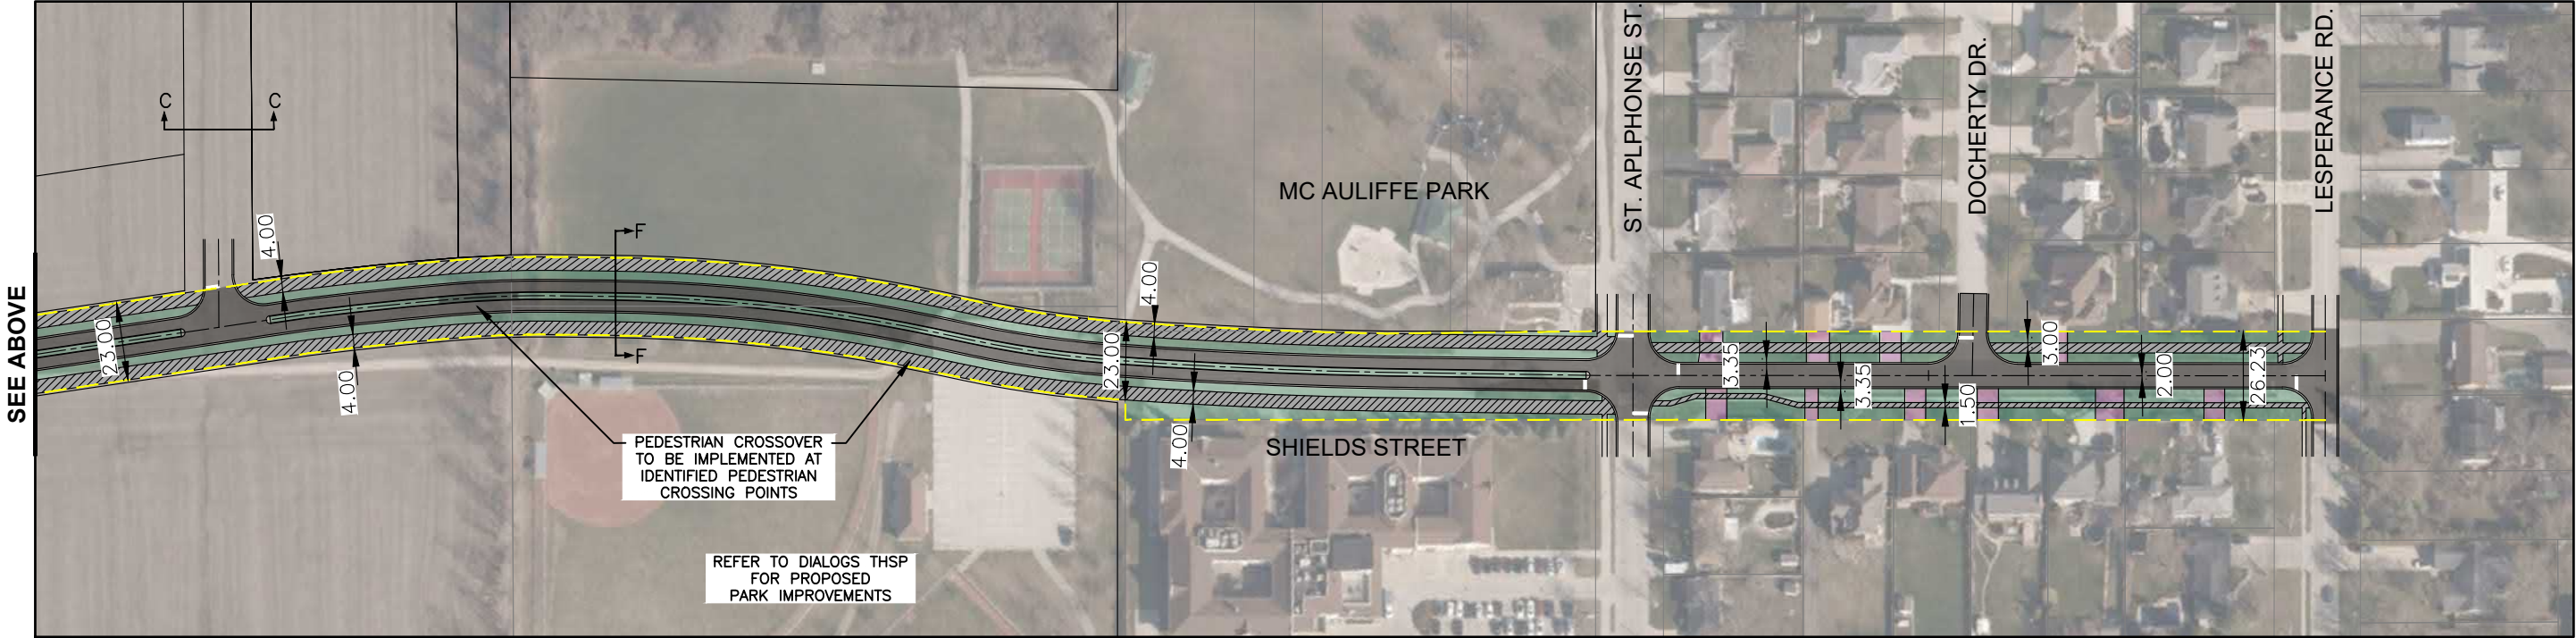 SEE ABOVE
C
C
4.00
23.00
4.00
F
F
PEDESTRIAN CROSSOVER
TO BE IMPLEMENTED AT
IDENTIFIED PEDESTRIAN
CROSSING POINTS
REFER TO DIALOGS THSP
FOR PROPOSED
PARK IMPROVEMENTS
MC AULIFFE PARK
4.00
23.00
4.00
SHIELDS STREET
ST. APLPHONSE ST.
DOCHERTY DR.
LESPERANCE RD.
3.35
3.35
1.50
3.00
2.00
26.23